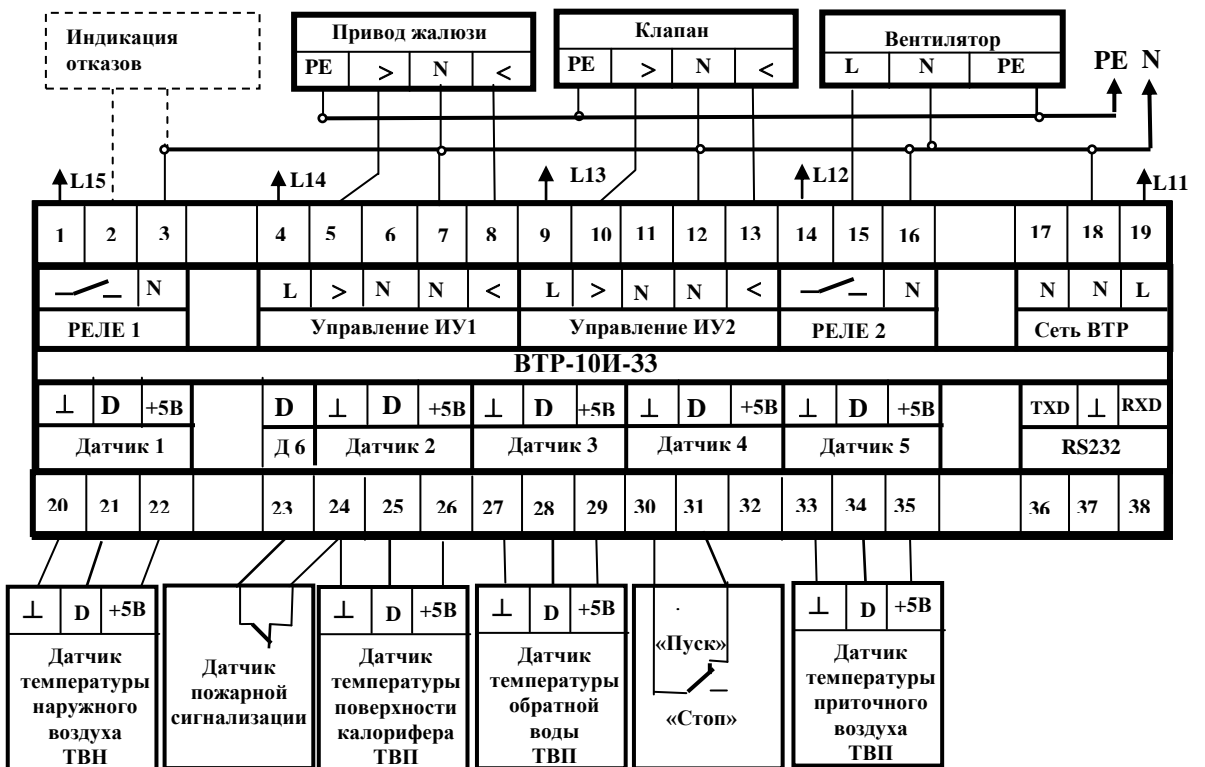 Индикация отказов
Привод жалюзи
PE > N <
Клапан
PE > N <
Вентилятор
L N PE
PE N
L15 L14 L13 L12 L11
1 2 3 4 5 6 7 8 9 10 11 12 13 14 15 16 17 18 19
N L > N N < L > N N < N N N L
РЕЛЕ 1 Управление ИУ1 Управление ИУ2 РЕЛЕ 2 Сеть ВТР
ВТР-10И-33
⊥ D +5В D ⊥ D +5В ⊥ D +5В ⊥ D +5В ⊥ D +5В TXD ⊥ RXD
Датчик 1 Д 6 Датчик 2 Датчик 3 Датчик 4 Датчик 5 RS232
20 21 22 23 24 25 26 27 28 29 30 31 32 33 34 35 36 37 38
⊥ D +5В
Датчик
температуры
наружного
воздуха
ТВН
Датчик
пожарной
сигнализации
⊥ D +5В
Датчик
температуры
поверхности
калорифера
ТВП
⊥ D +5В
Датчик
температуры
обратной
воды
ТВП
«Пуск»
«Стоп»
⊥ D +5В
Датчик
температуры
приточного
воздуха
ТВП